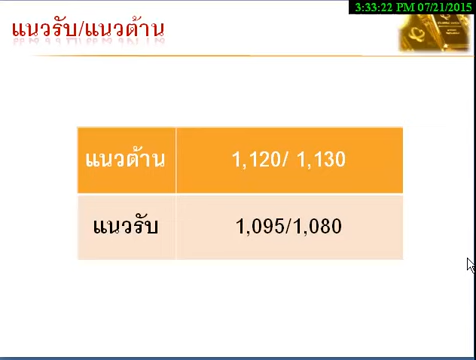 3:33:22 PM 07/21/2015
แนวรับ/แนวต้าน
แนวต้าน 1,120/ 1,130
แนวรับ 1,095/1,080